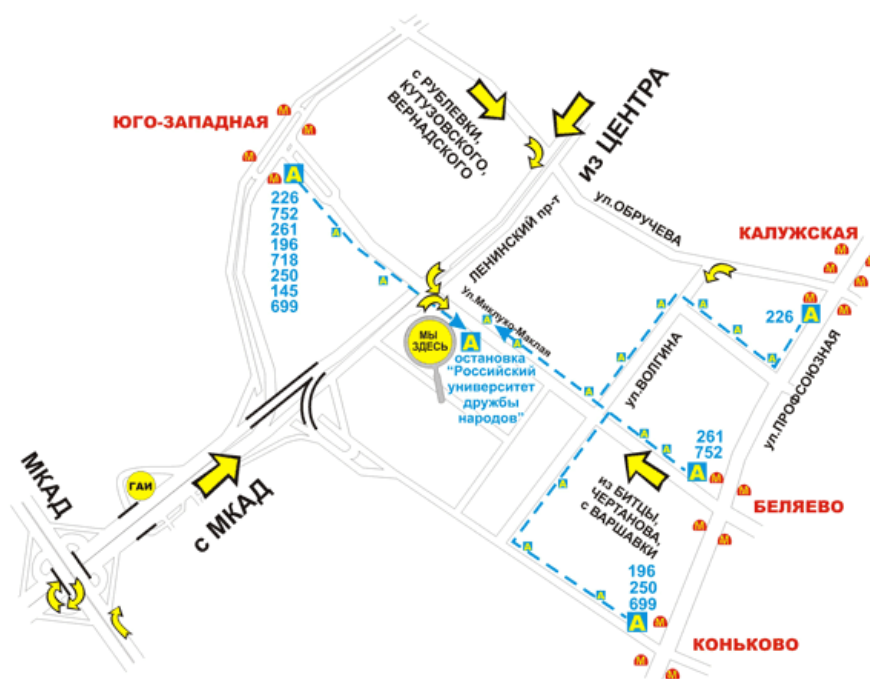 с РУБЛЕВКИ,
КУТУЗОВСКОГО,
ВЕРНАДСКОГО
из ЦЕНТРА
ЮГО-ЗАПАДНАЯ
М
М
М
М
А
226
752
261
196
718
250
145
699
А
А
ЛЕНИНСКИЙ пр-т
ул.ОБРУЧЕВА
КАЛУЖСКАЯ
М
М
М
М
М
М
226
А
А
А
А
А
Ул.Миклухо-Маклая
МЫ
ЗДЕСЬ
А
остановка
"Российский
университет
дружбы
народов"
А
А
А
А
ул.ВОЛГИНА
ул.ПРОФСОЮЗНАЯ
261
752
А
А
А
М
М
М
М
БЕЛЯЕВО
из БИТЦЫ,
ЧЕРТАНОВА,
с ВАРШАВКИ
МКАД
ГАИ
с МКАД
А
А
А
196
250
699
А
М
М
М
КОНЬКОВО